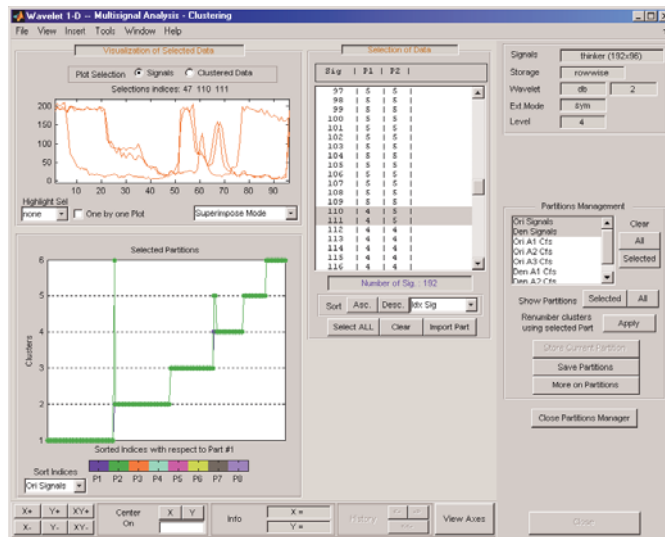 Wavelet 1-D -- Multisignal Analysis - Clustering
File View Insert Tools Window Help
Visualization of Selected Data
Plot Selection Signals Clustered Data
Selections indices: 47 110 111
200
150
100
50
0
10 20 30 40 50 60 70 80 90
Highlight Sel
none One by one Plot Superimpose Mode
Selected Partitions
6
5
4
3
2
1
Clusters
Sorted Indices with respect to Part #1
Sort Indices
Ori Signals
P1 P2 P3 P4 P5 P6 P7 P8
Selection of Data
Sig | P1 | P2 |
97 | 5 | 5 |
98 | 5 | 5 |
99 | 5 | 5 |
100 | 5 | 5 |
101 | 5 | 5 |
102 | 5 | 5 |
103 | 5 | 5 |
104 | 5 | 5 |
105 | 5 | 5 |
106 | 5 | 5 |
107 | 5 | 5 |
108 | 5 | 5 |
109 | 5 | 5 |
110 | 4 | 5 |
111 | 4 | 5 |
112 | 4 | 4 |
113 | 4 | 4 |
114 | 4 | 4 |
115 | 4 | 4 |
116 | 4 | 4 |
Number of Sig. : 192
Sort Asc. Desc. Idx Sig
Select ALL Clear Import Part
Signals thinker (192x96)
Storage rowwise
Wavelet db 2
Ext.Mode sym
Level 4
Partitions Management
Ori Signals
Den Signals
Ori A1 Cfs
Ori A2 Cfs
Ori A3 Cfs
Den A1 Cfs
Den A2 Cfs
Clear
All
Selected
Show Partitions Selected All
Renumber clusters
using selected Part Apply
Store Current Partition
Save Partitions
More on Partitions
Close Partitions Manager
X+ Y+ XY+
X- Y- XY-
Center
On
X Y
Info
X =
Y =
History
View Axes
Close